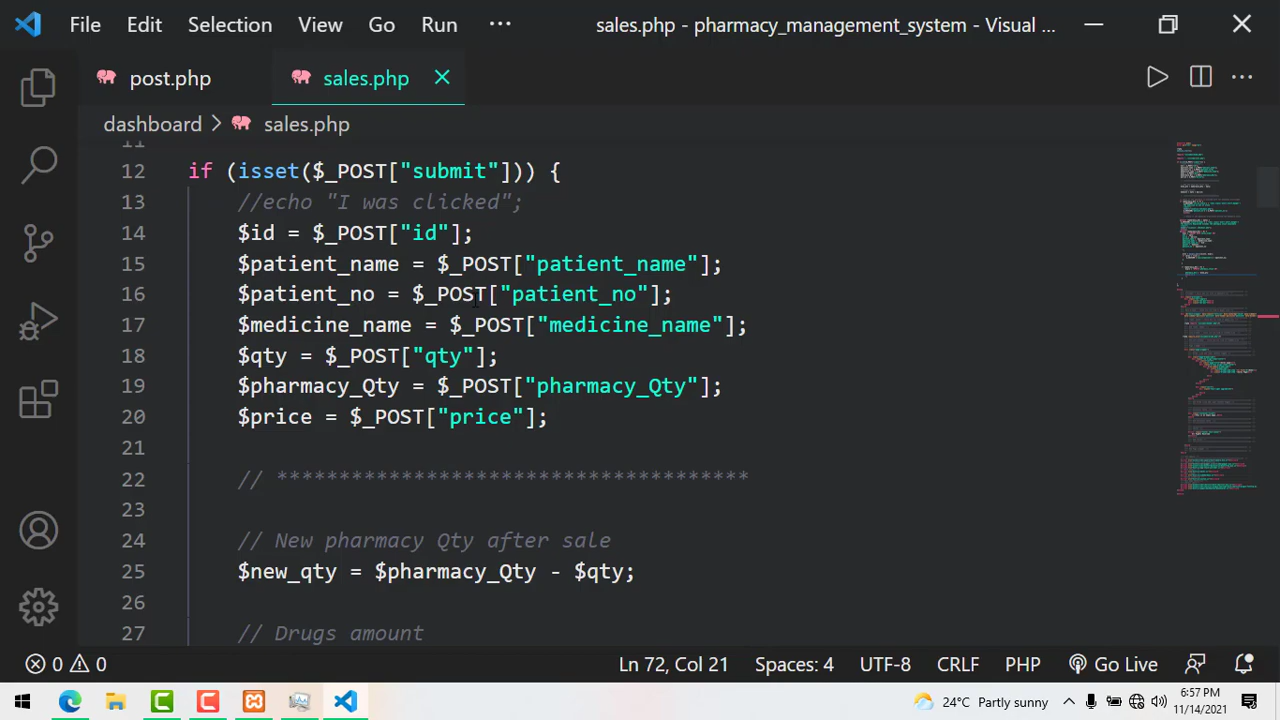 File Edit Selection View Go Run ··· sales.php - pharmacy_management_system - Visual ...
post.php sales.php
dashboard > sales.php
11
12 if (isset($_POST["submit"])) {
13 //echo "I was clicked";
14 $id = $_POST["id"];
15 $patient_name = $_POST["patient_name"];
16 $patient_no = $_POST["patient_no"];
17 $medicine_name = $_POST["medicine_name"];
18 $qty = $_POST["qty"];
19 $pharmacy_Qty = $_POST["pharmacy_Qty"];
20 $price = $_POST["price"];
21
22 // **************************************
23
24 // New pharmacy Qty after sale
25 $new_qty = $pharmacy_Qty - $qty;
26
27 // Drugs amount
0 0 Ln 72, Col 21 Spaces: 4 UTF-8 CRLF PHP Go Live
24°C Partly sunny 6:57 PM
11/14/2021